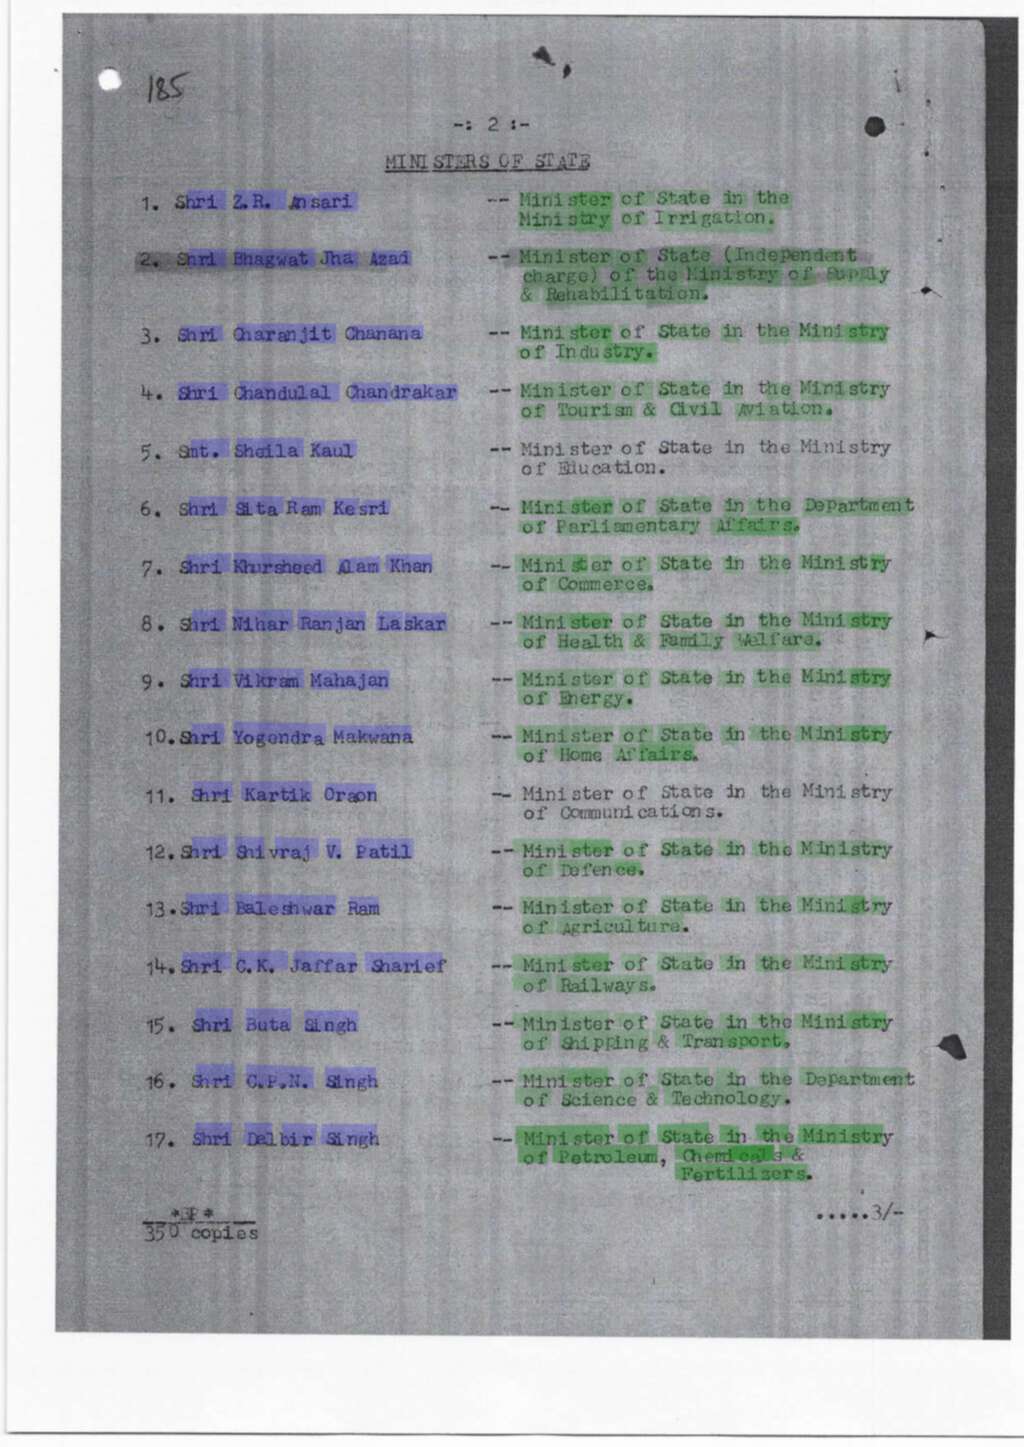 185
-: 2 :-
MINISTERS OF STATE
1. Shri Z.R. Ansari -- Minister of State in the
Ministry of Irrigation.
2. Shri Bhagwat Jha Azad -- Minister of State (Independent
charge) of the Ministry of Supply
& Rehabilitation.
3. Shri Charanjit Chanana -- Minister of State in the Ministry
of Industry.
4. Shri Chandulal Chandrakar -- Minister of State in the Ministry
of Tourism & Civil Aviation.
5. Smt. Sheila Kaul -- Minister of State in the Ministry
of Education.
6. Shri Sita Ram Kesri -- Minister of State in the Department
of Parliamentary Affairs.
7. Shri Khursheed Alam Khan -- Minister of State in the Ministry
of Commerce.
8. Shri Nihar Ranjan Laskar -- Minister of State in the Ministry
of Health & Family Welfare.
9. Shri Vikram Mahajan -- Minister of State in the Ministry
of Energy.
10. Shri Yogendra Makwana -- Minister of State in the Ministry
of Home Affairs.
11. Shri Kartik Oraon -- Minister of State in the Ministry
of Communications.
12. Shri Shivraj V. Patil -- Minister of State in the Ministry
of Defence.
13. Shri Baleshwar Ram -- Minister of State in the Ministry
of Agriculture.
14. Shri C.K. Jaffar Sharief -- Minister of State in the Ministry
of Railways.
15. Shri Buta Singh -- Minister of State in the Ministry
of Shipping & Transport.
16. Shri C.P.N. Singh -- Minister of State in the Department
of Science & Technology.
17. Shri Dalbir Singh -- Minister of State in the Ministry
of Petroleum, Chemicals &
Fertilizers.
*BP*
350 copies
.....3/-